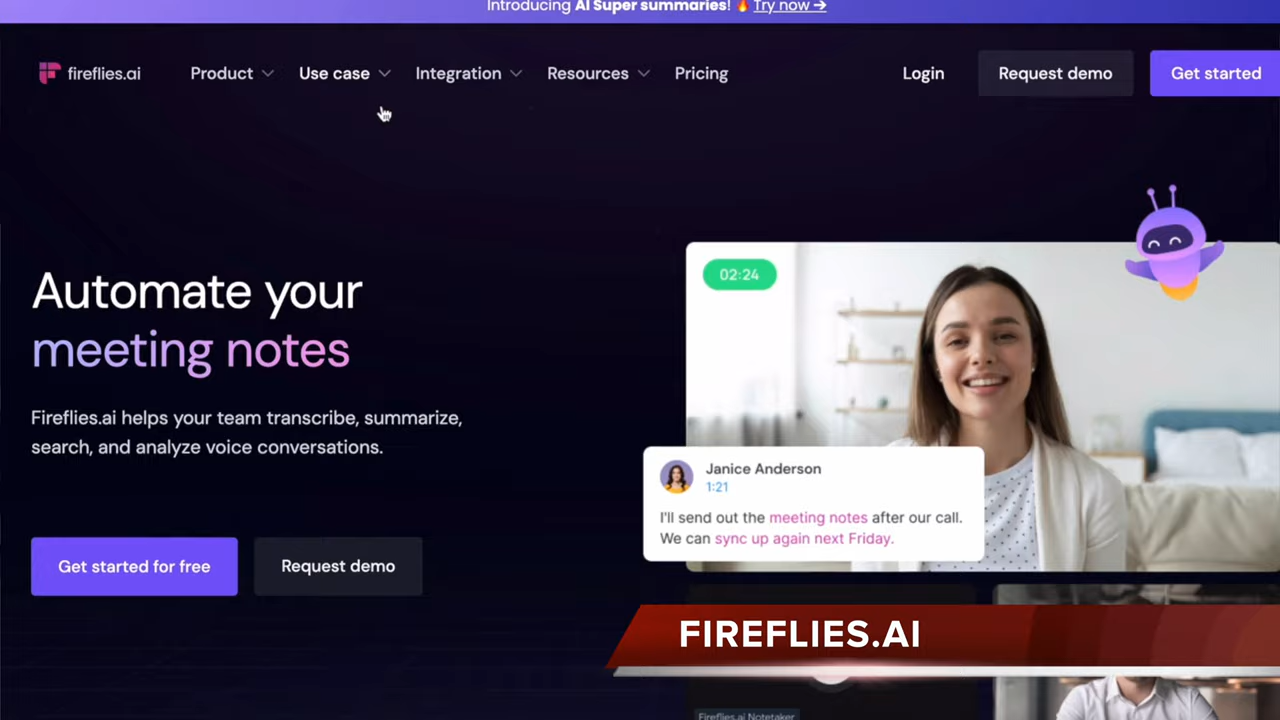 Introducing AI Super summaries! 🔥 Try now →
fireflies.ai
Product
Use case
Integration
Resources
Pricing
Login
Request demo
Get started
Automate your
meeting notes
Fireflies.ai helps your team transcribe, summarize,
search, and analyze voice conversations.
Get started for free
Request demo
02:24
Janice Anderson
1:21
I'll send out the meeting notes after our call.
We can sync up again next Friday.
FIREFLIES.AI
Fireflies.ai Notetaker